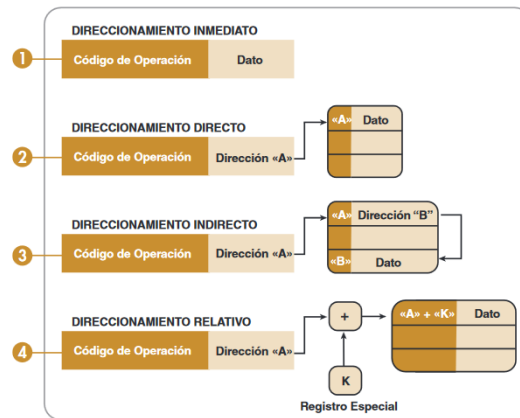 DIRECCIONAMIENTO INMEDIATO
1 Código de Operación Dato
DIRECCIONAMIENTO DIRECTO
«A» Dato
2 Código de Operación Dirección «A»
DIRECCIONAMIENTO INDIRECTO
«A» Dirección "B"
3 Código de Operación Dirección «A»
«B» Dato
DIRECCIONAMIENTO RELATIVO
+ «A» + «K» Dato
4 Código de Operación Dirección «A»
K
Registro Especial